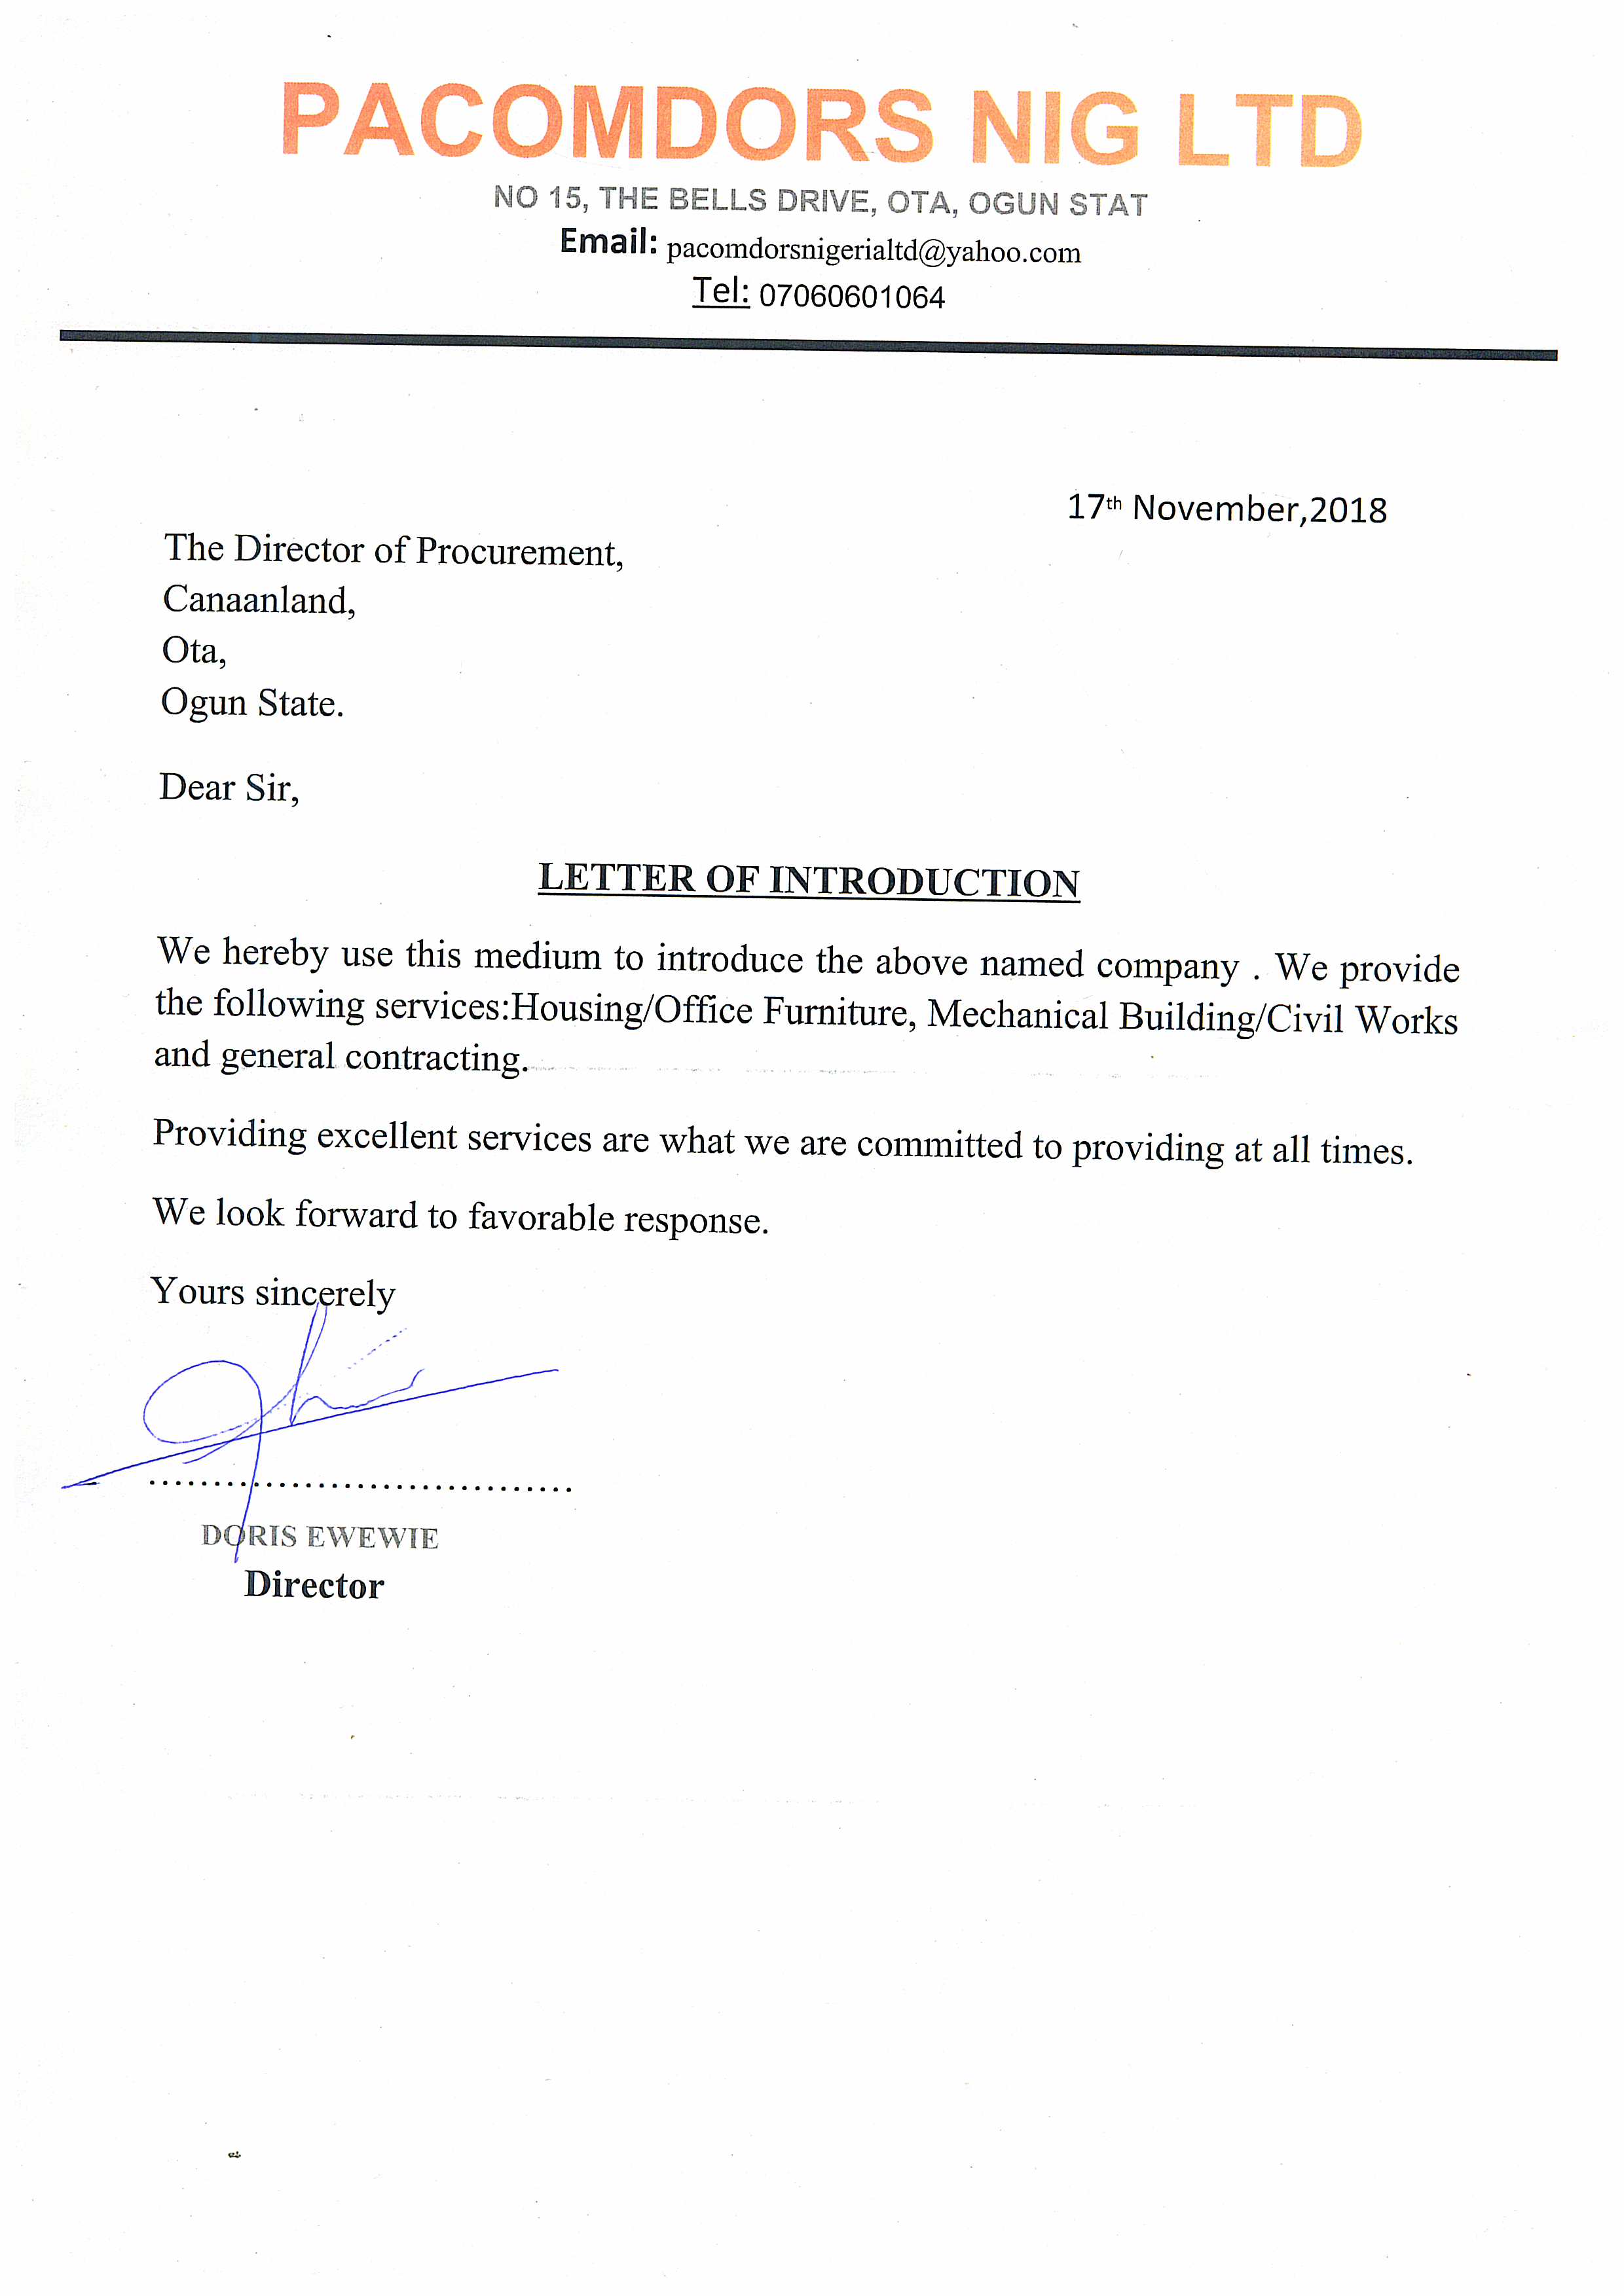 PACOMDORS NIG LTD
NO 15, THE BELLS DRIVE, OTA, OGUN STAT
Email: pacomdorsnigerialtd@yahoo.com
Tel: 07060601064
17th November,2018
The Director of Procurement,
Canaanland,
Ota,
Ogun State.
Dear Sir,
LETTER OF INTRODUCTION
We hereby use this medium to introduce the above named company . We provide
the following services:Housing/Office Furniture, Mechanical Building/Civil Works
and general contracting.
Providing excellent services are what we are committed to providing at all times.
We look forward to favorable response.
Yours sincerely
..................................
DORIS EWEWIE
Director